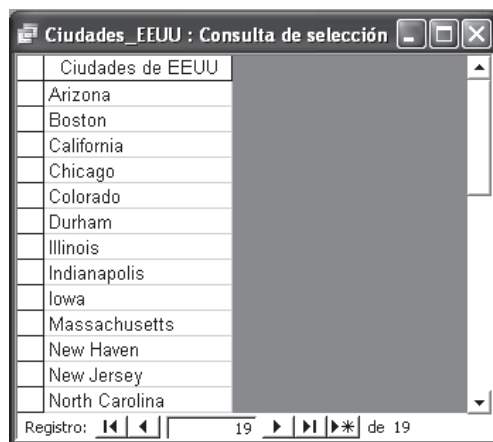 Ciudades_EEUU : Consulta de selección
Ciudades de EEUU
Arizona
Boston
California
Chicago
Colorado
Durham
Illinois
Indianapolis
Iowa
Massachusetts
New Haven
New Jersey
North Carolina
Registro: 19 de 19